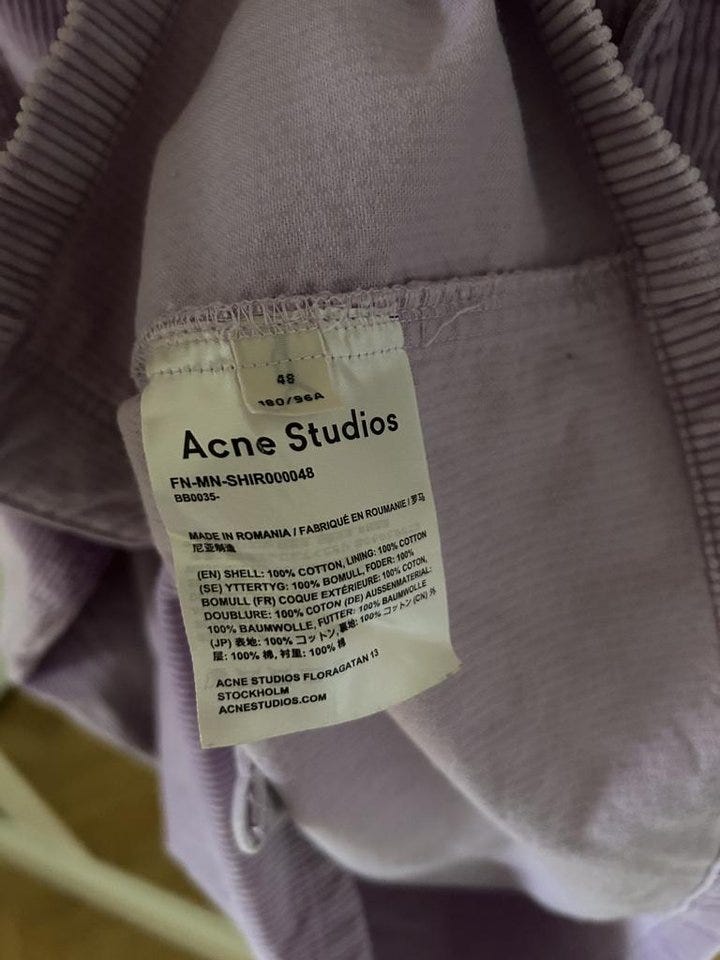 48
180/96A
Acne Studios
FN-MN-SHIR000048
BB0035-
MADE IN ROMANIA / FABRIQUÉ EN ROUMANIE / 罗马
尼亚制造
(EN) SHELL: 100% COTTON, LINING: 100% COTTON
(SE) YTTERTYG: 100% BOMULL, FODER: 100%
BOMULL (FR) COQUE EXTÉRIEURE: 100% COTON,
DOUBLURE: 100% COTON (DE) AUSSENMATERIAL:
100% BAUMWOLLE, FUTTER: 100% BAUMWOLLE
(JP) 表地: 100% コットン, 裏地: 100% コットン (CN) 外
层: 100% 棉, 衬里: 100% 棉
ACNE STUDIOS FLORAGATAN 13
STOCKHOLM
ACNESTUDIOS.COM